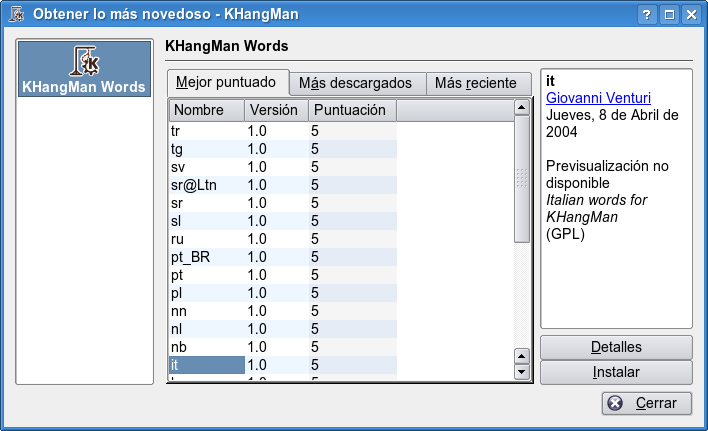 Obtener lo más novedoso - KHangMan
KHangMan Words
KHangMan Words
Mejor puntuado Más descargados Más reciente
Nombre Versión Puntuación
tr 1.0 5
tg 1.0 5
sv 1.0 5
sr@Ltn 1.0 5
sr 1.0 5
sl 1.0 5
ru 1.0 5
pt_BR 1.0 5
pt 1.0 5
pl 1.0 5
nn 1.0 5
nl 1.0 5
nb 1.0 5
it 1.0 5
it
Giovanni Venturi
Jueves, 8 de Abril de
2004
Previsualización no
disponible
Italian words for
KHangMan
(GPL)
Detalles
Instalar
Cerrar